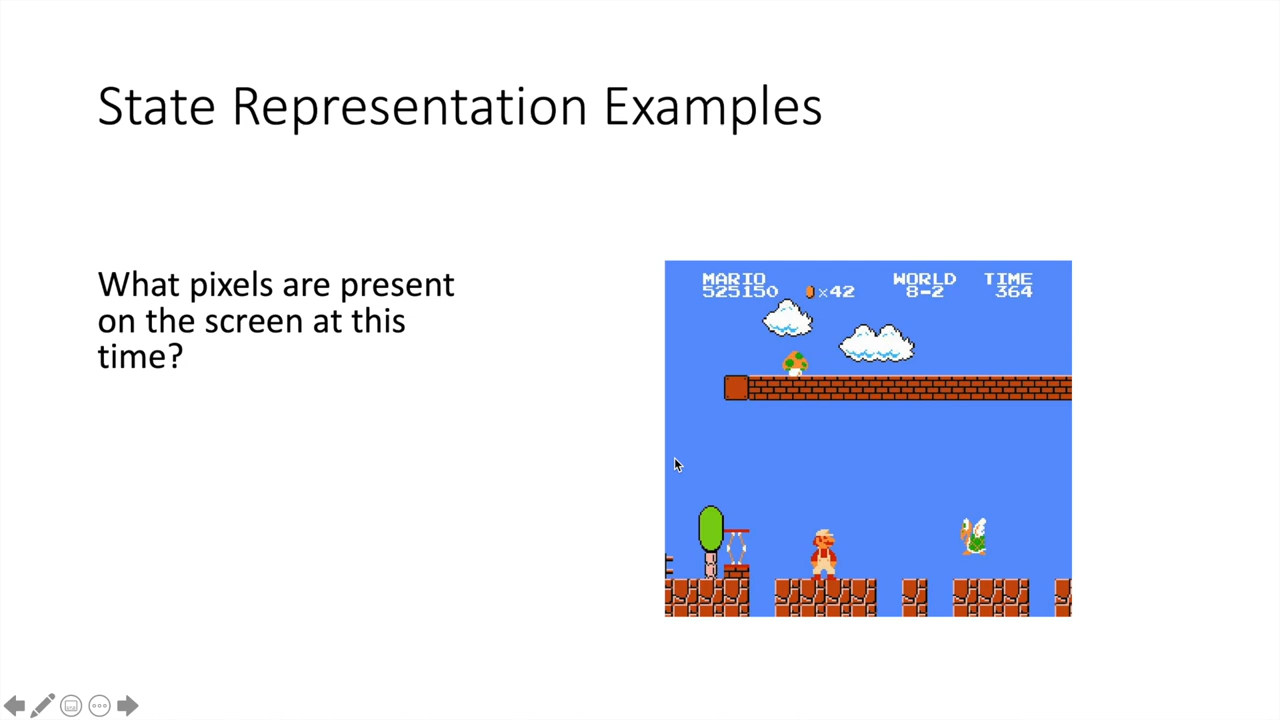 State Representation Examples
What pixels are present
on the screen at this
time?
MARIO WORLD TIME
525150 ×42 8-2 364